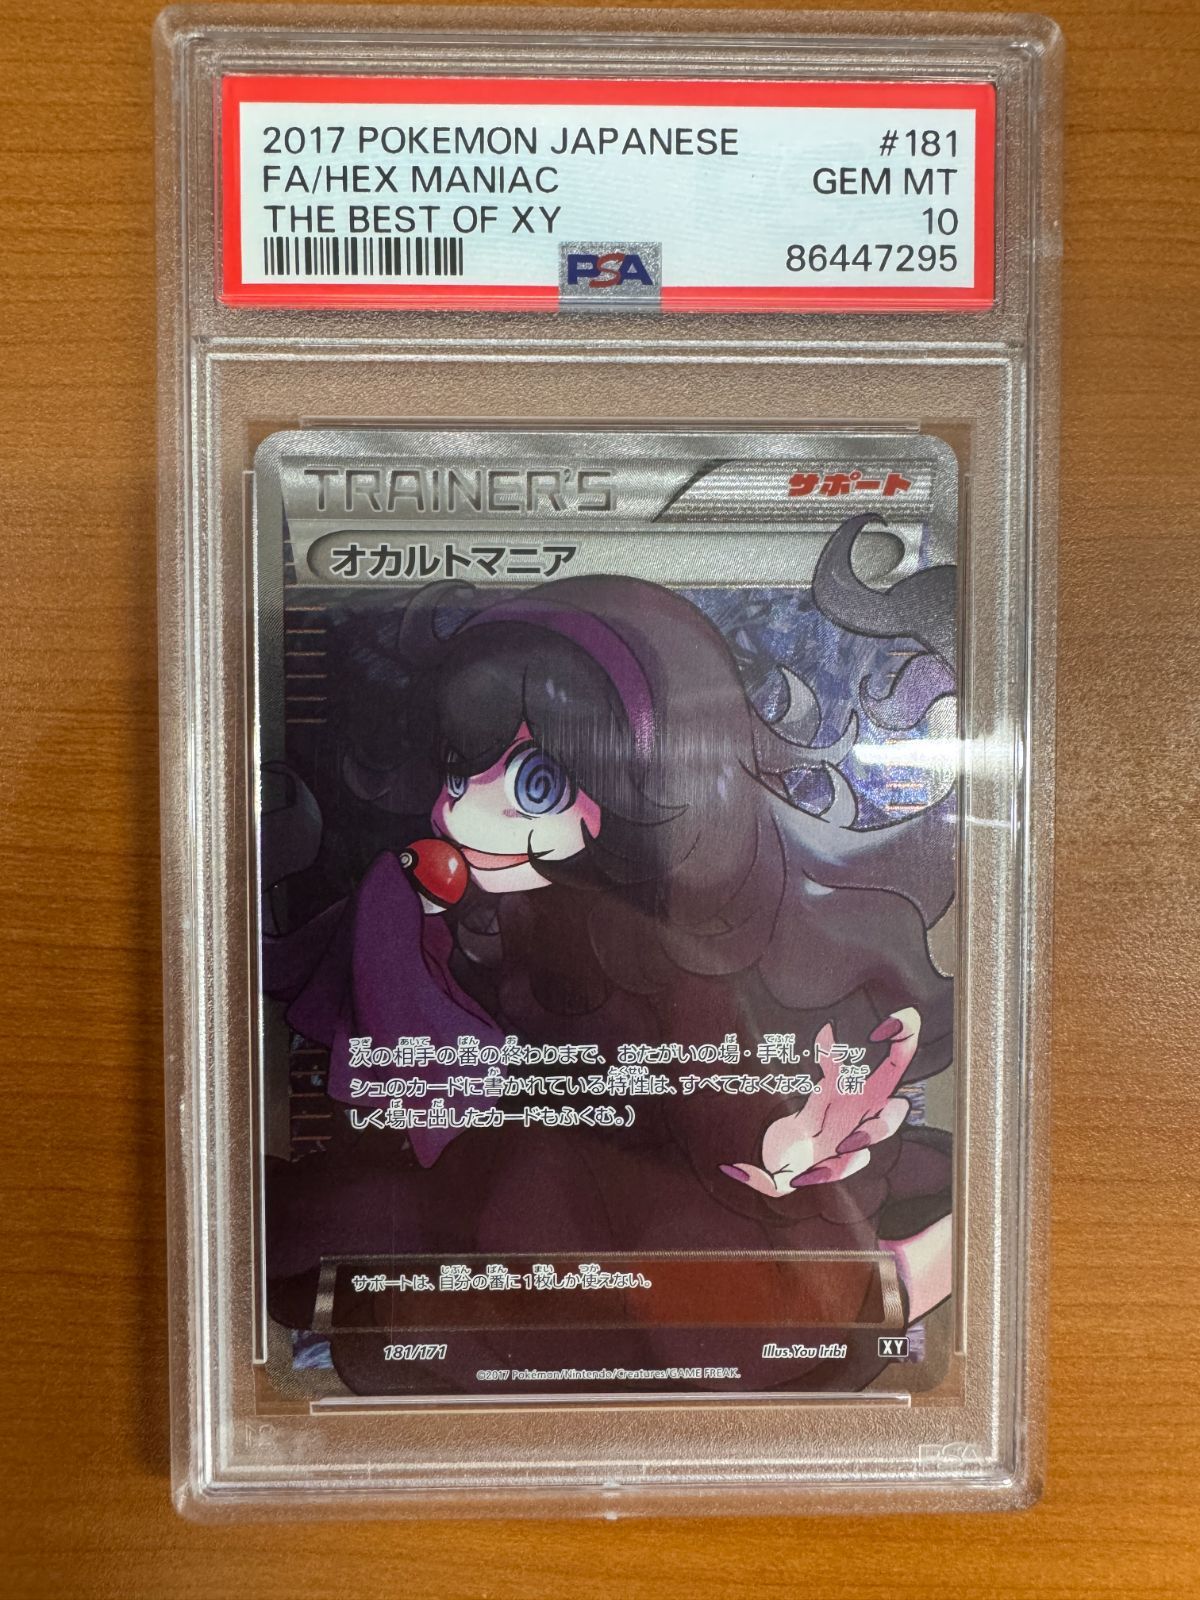 2017 POKEMON JAPANESE #181
FA/HEX MANIAC GEM MT
THE BEST OF XY 10
PSA 86447295
TRAINER'S サポート
オカルトマニア
次の相手の番の終わりまで、おたがいの場・手札・トラッ
シュのカードに書かれている特性は、すべてなくなる。（新
しく場に出したカードもふくむ。）
サポートは、自分の番に1枚しか使えない。
181/171 Illus.You Iribi XY
©2017 Pokémon/Nintendo/Creatures/GAME FREAK.
PSA